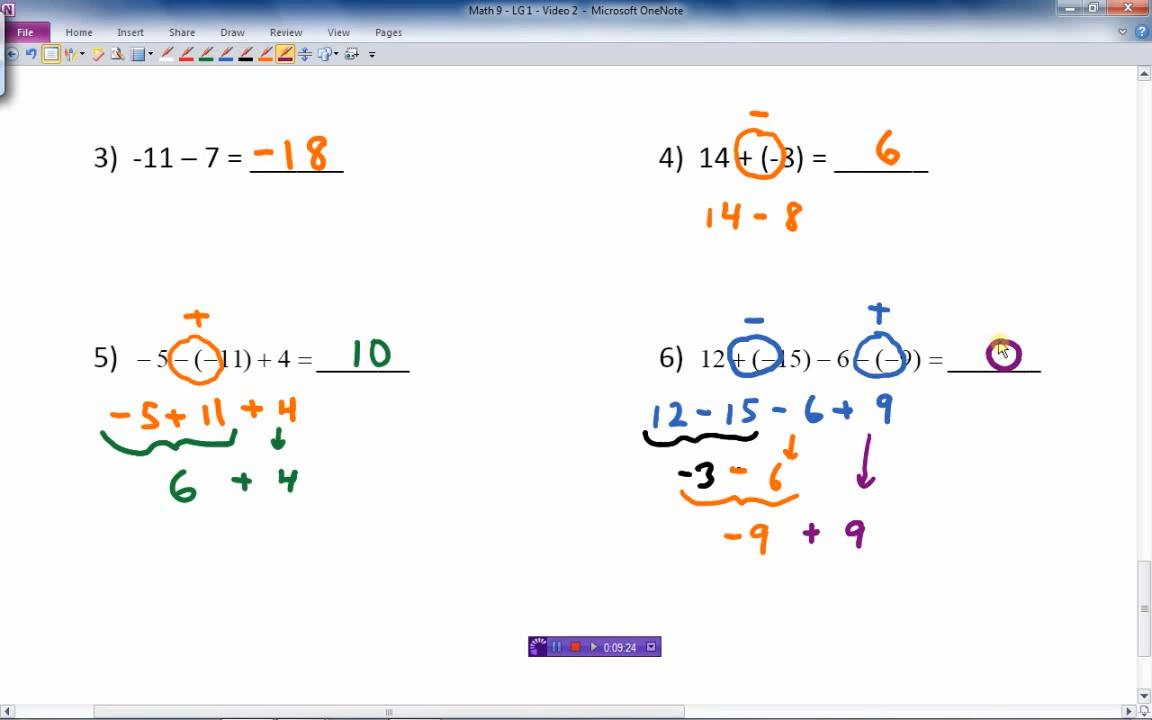 Math 9 - LG 1 - Video 2 - Microsoft OneNote
File Home Insert Share Draw Review View Pages
3) -11 – 7 = -18
–
4) 14 + (-8) = 6
14 - 8
+
5) – 5 – (–11) + 4 = 10
- 5 + 11 + 4
6 + 4
– +
6) 12 + (–15) – 6 – (–9) = 0
12 - 15 - 6 + 9
-3 - 6
- 9 + 9
0:09:24